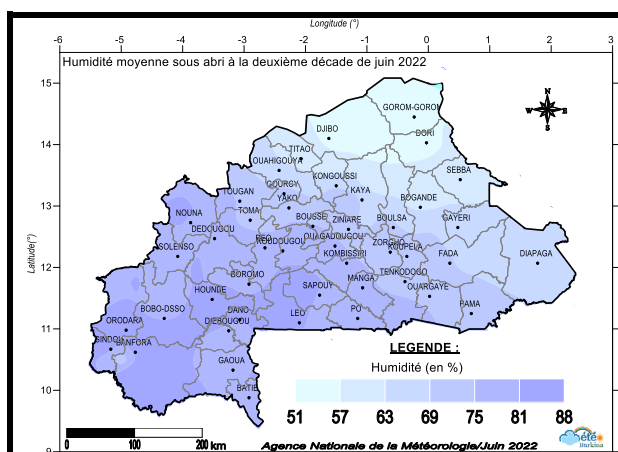 Longitude (°)
-6 -5 -4 -3 -2 -1 0 1 2 3
Humidité moyenne sous abri à la deuxième décade de juin 2022
15
GOROM-GOROM
N
W E
S
DJIBO
14
DORI
TITAO
OUAHIGOUYA
KONGOUSSI
SEBBA
GOURCY
TOUGAN
YAKO
KAYA
13
NOUNA
TOMA
BOGANDE
BOUSSE
ZINIARE
BOULSA
GAYERI
DEDOUGOU
REO
KOUDOUGOU
OUAGADOUGOU
ZORGHO
KOUPELA
SOLENSO
KOMBISSIRI
FADA
DIAPAGA
12
Latitude(°)
BOROMO
MANGA
TENKODOGO
HOUNDE
SAPOUY
OUARGAYE
BOBO-DSSO
DANO
LEO
PO
PAMA
ORODARA
DIEBOUGOU
11
SINDOU
BANFORA
LEGENDE :
GAOUA
Humidité (en %)
10
BATIE
51 57 63 69 75 81 88
0 100 200 km
Agence Nationale de la Météorologie/Juin 2022
météo
Burkina
9